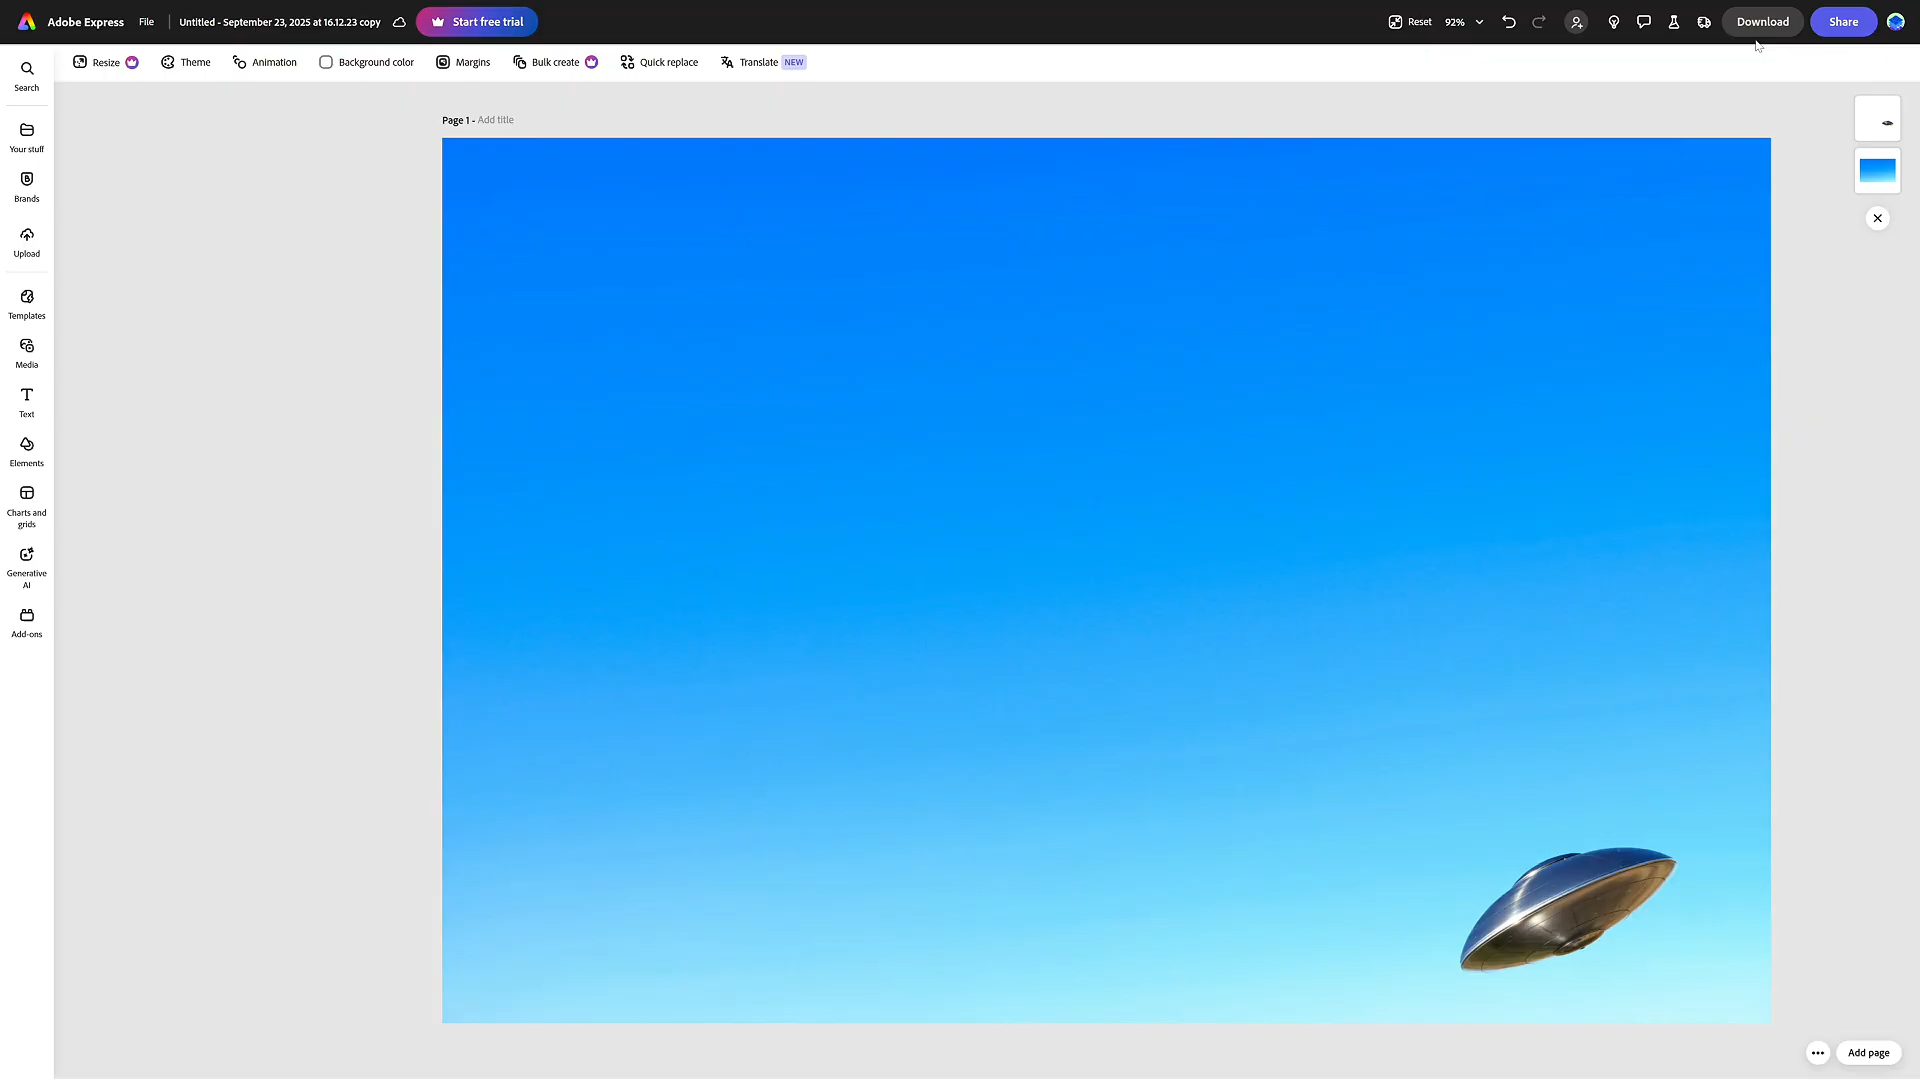 Adobe Express
File
Untitled - September 23, 2025 at 16.12.23 copy
Start free trial
Reset
92%
Download
Share
Resize
Theme
Animation
Background color
Margins
Bulk create
Quick replace
Translate
NEW
Search
Your stuff
Brands
Upload
Templates
Media
Text
Elements
Charts and
grids
Generative
AI
Add-ons
Page 1 - Add title
Add page